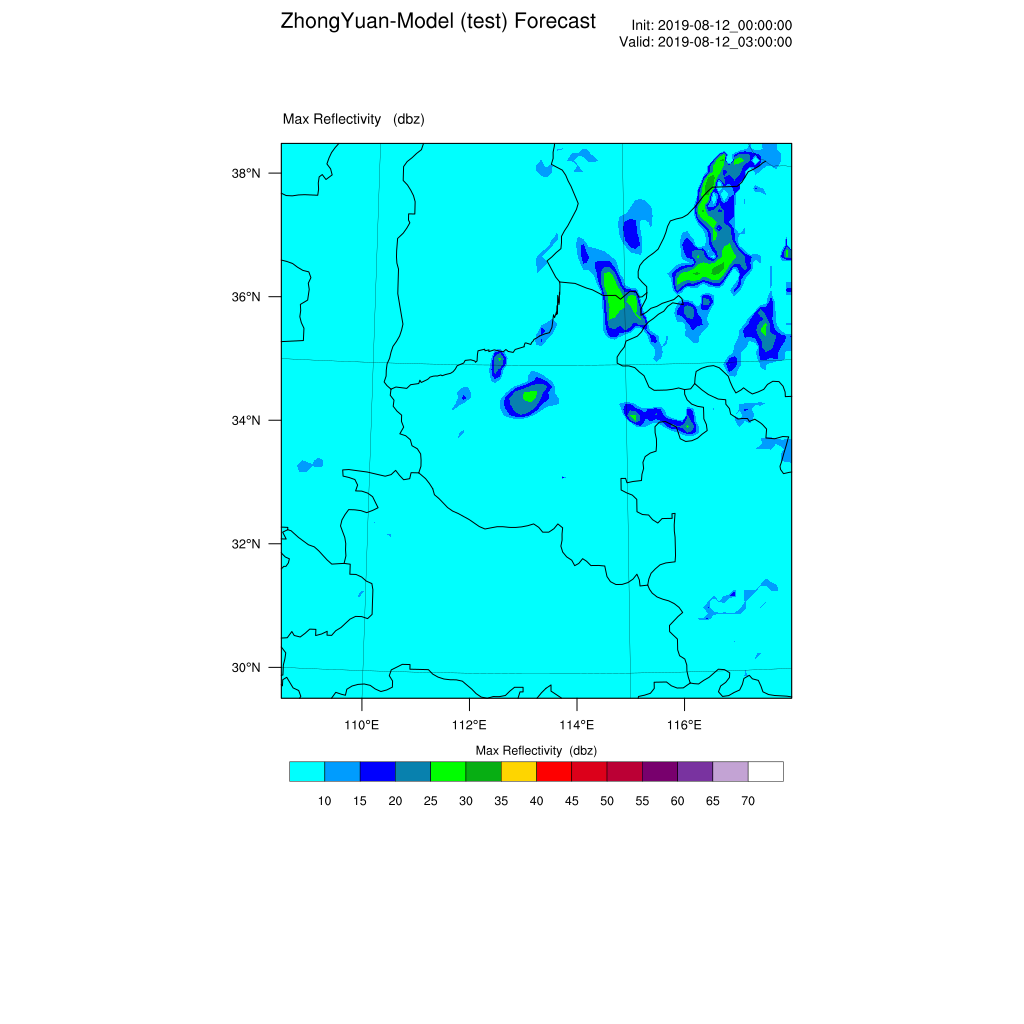 ZhongYuan-Model (test) Forecast
Init: 2019-08-12_00:00:00
Valid: 2019-08-12_03:00:00
Max Reflectivity (dbz)
38°N
36°N
34°N
32°N
30°N
110°E 112°E 114°E 116°E
Max Reflectivity (dbz)
10 15 20 25 30 35 40 45 50 55 60 65 70